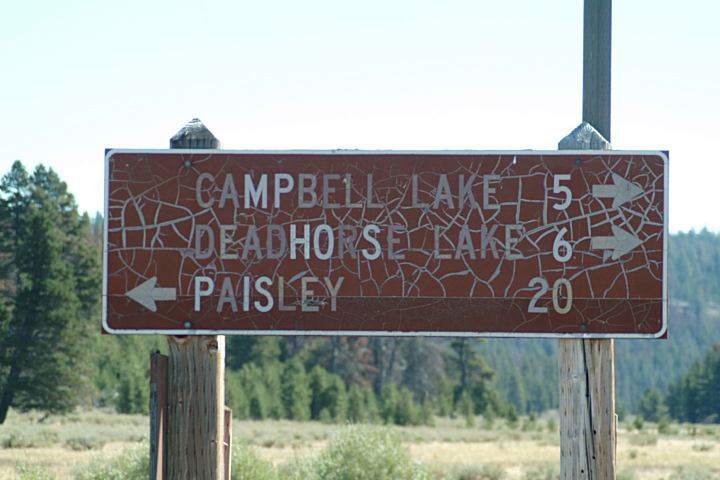 CAMPBELL LAKE 5
DEADHORSE LAKE 6
PAISLEY 20